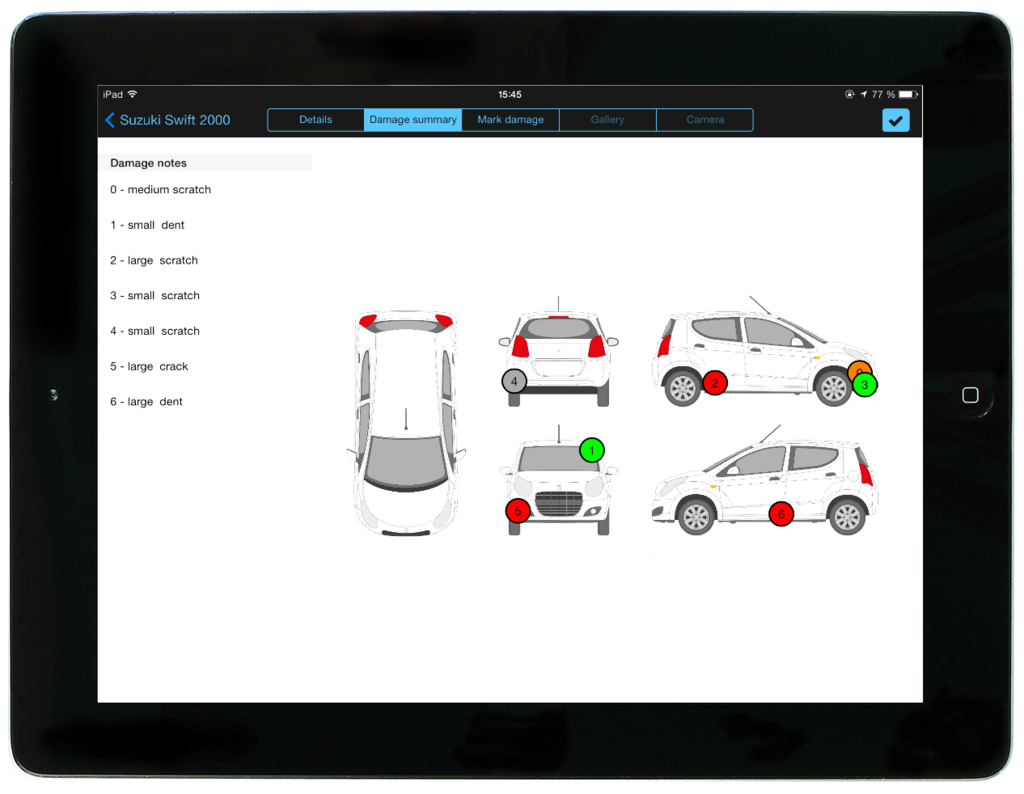 iPad 15:45 77 %
Suzuki Swift 2000 Details Damage summary Mark damage Gallery Camera
Damage notes
0 - medium scratch
1 - small dent
2 - large scratch
3 - small scratch
4 - small scratch
5 - large crack
6 - large dent
4
2
0
3
1
5
6